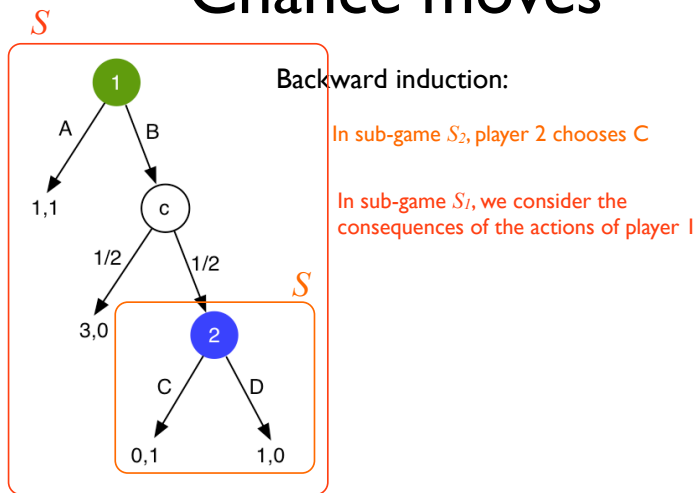 Chance moves
S
Backward induction:
1
A
B
In sub-game S2, player 2 chooses C
1,1
c
In sub-game S1, we consider the
consequences of the actions of player 1
1/2
1/2
S
3,0
2
C
D
0,1
1,0